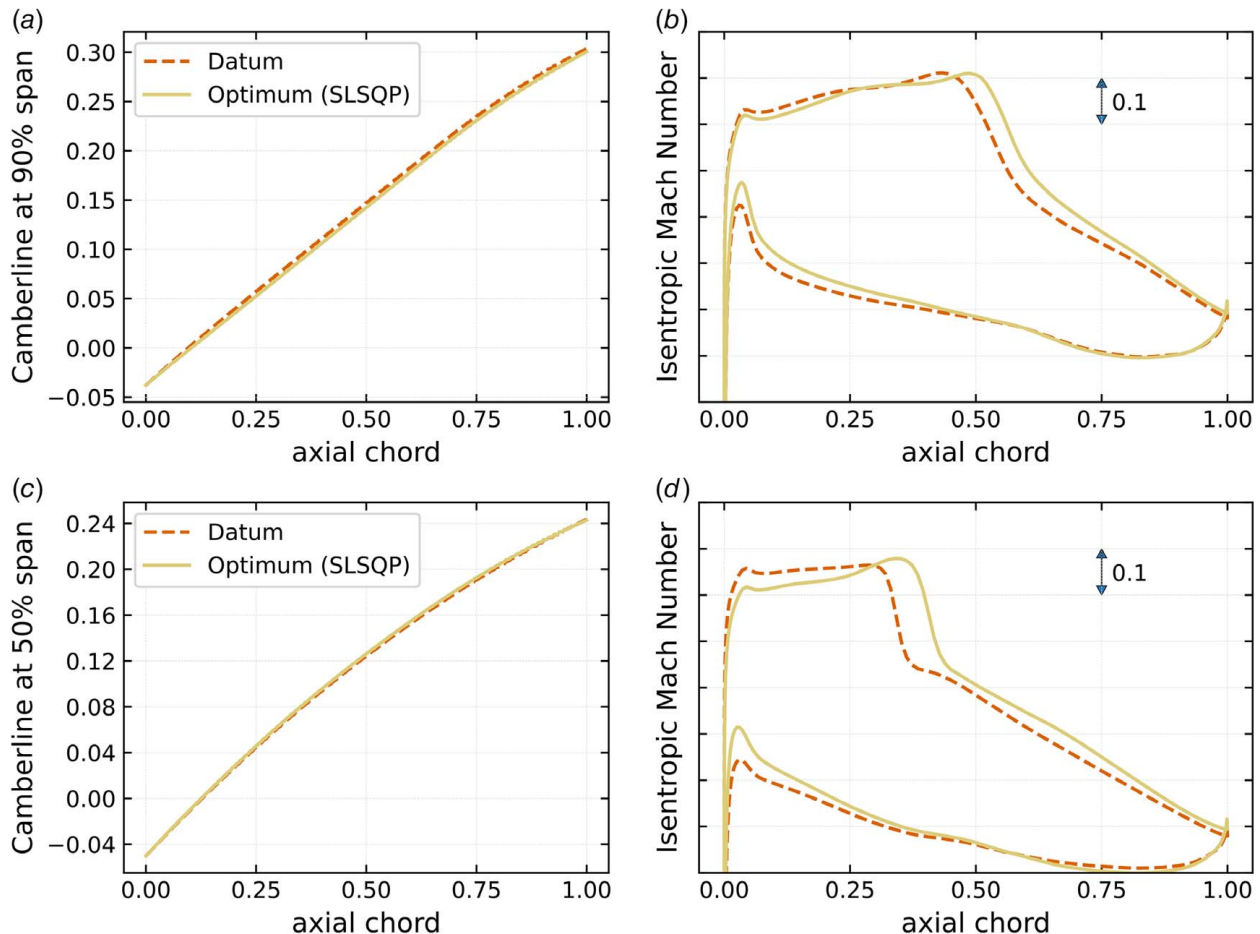 (a)
Camberline at 90% span
0.30
0.25
0.20
0.15
0.10
0.05
0.00
−0.05
Datum
Optimum (SLSQP)
0.00 0.25 0.50 0.75 1.00
axial chord
(b)
Isentropic Mach Number
0.1
0.00 0.25 0.50 0.75 1.00
axial chord
(c)
Camberline at 50% span
0.24
0.20
0.16
0.12
0.08
0.04
0.00
−0.04
Datum
Optimum (SLSQP)
0.00 0.25 0.50 0.75 1.00
axial chord
(d)
Isentropic Mach Number
0.1
0.00 0.25 0.50 0.75 1.00
axial chord